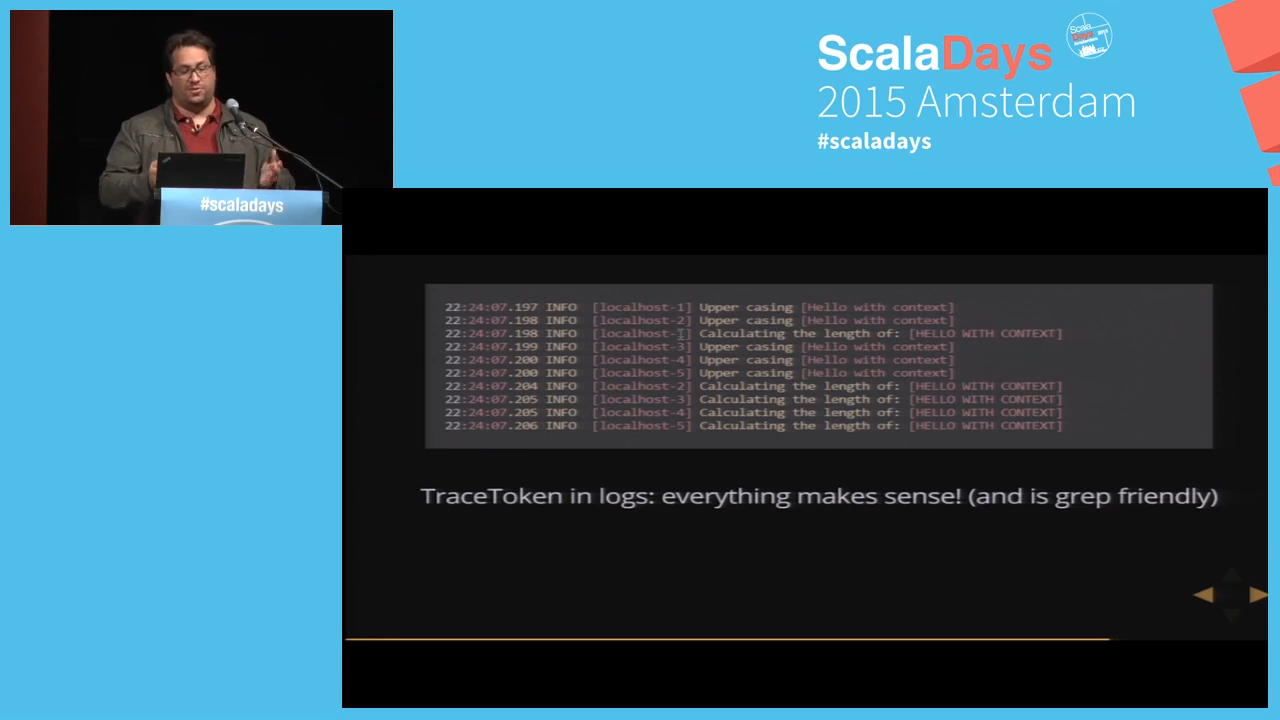 ScalaDays
2015 Amsterdam
#scaladays
#scaladays
22:24:07.197 INFO [localhost-1] Upper casing [Hello with context]
22:24:07.198 INFO [localhost-2] Upper casing [Hello with context]
22:24:07.198 INFO [localhost-1] Calculating the length of: [HELLO WITH CONTEXT]
22:24:07.199 INFO [localhost-3] Upper casing [Hello with context]
22:24:07.200 INFO [localhost-4] Upper casing [Hello with context]
22:24:07.200 INFO [localhost-5] Upper casing [Hello with context]
22:24:07.204 INFO [localhost-2] Calculating the length of: [HELLO WITH CONTEXT]
22:24:07.205 INFO [localhost-3] Calculating the length of: [HELLO WITH CONTEXT]
22:24:07.205 INFO [localhost-4] Calculating the length of: [HELLO WITH CONTEXT]
22:24:07.206 INFO [localhost-5] Calculating the length of: [HELLO WITH CONTEXT]
TraceToken in logs: everything makes sense! (and is grep friendly)